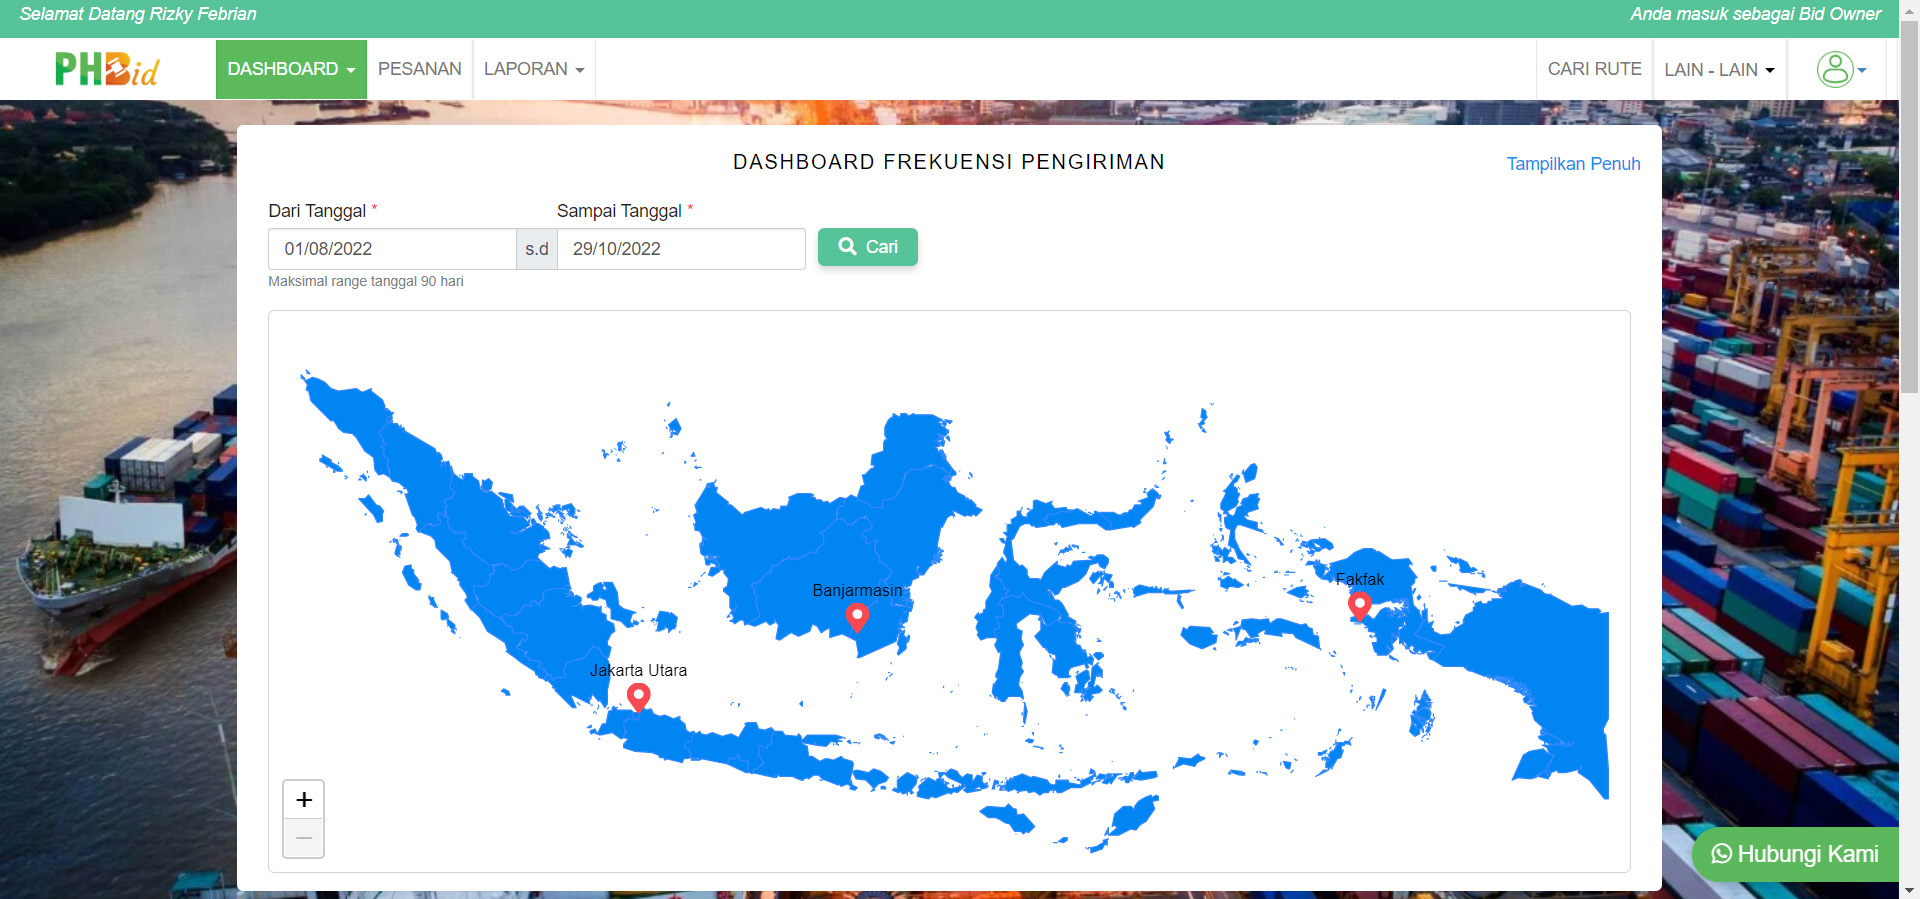 Selamat Datang Rizky Febrian
Anda masuk sebagai Bid Owner
PHBid
DASHBOARD
PESANAN
LAPORAN
CARI RUTE
LAIN - LAIN
DASHBOARD FREKUENSI PENGIRIMAN
Tampilkan Penuh
Dari Tanggal *
Sampai Tanggal *
01/08/2022
s.d
29/10/2022
Cari
Maksimal range tanggal 90 hari
Fakfak
Banjarmasin
Jakarta Utara
+
−
Hubungi Kami